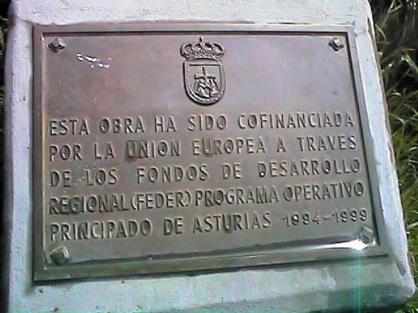 ESTA OBRA HA SIDO COFINANCIADA
POR LA UNION EUROPEA A TRAVES
DE LOS FONDOS DE DESARROLLO
REGIONAL(FEDER) PROGRAMA OPERATIVO
PRINCIPADO DE ASTURIAS 1994-1999